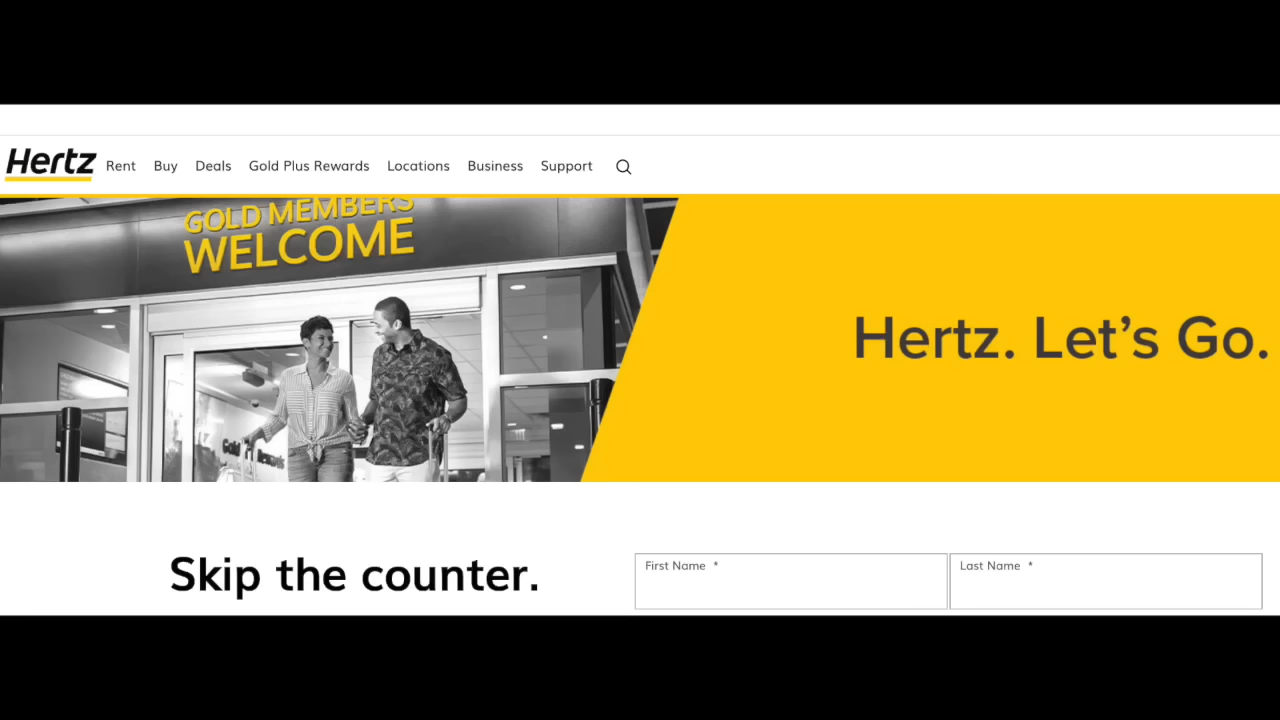 Hertz
Rent Buy Deals Gold Plus Rewards Locations Business Support
GOLD MEMBERS
WELCOME
Hertz. Let's Go.
Skip the counter.
First Name *
Last Name *